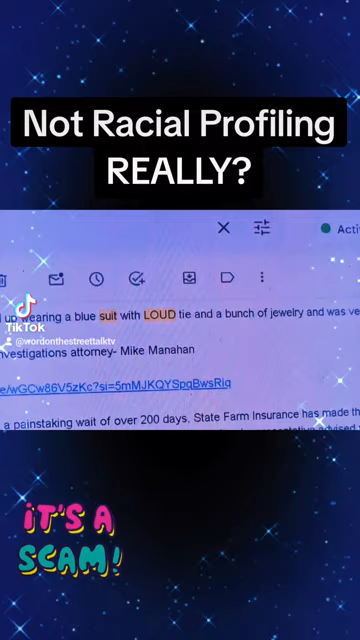 Not Racial Profiling
REALLY?
Acti
up wearing a blue suit with LOUD tie and a bunch of jewelry and was ve
TikTok
@wordonthestreettalktv
nvestigations attorney- Mike Manahan
e/wGCw86V5zKc?si=5mMJKQYSpqBwsRiq
a painstaking wait of over 200 days, State Farm Insurance has made th
representative advised
IT'S A
SCAM!